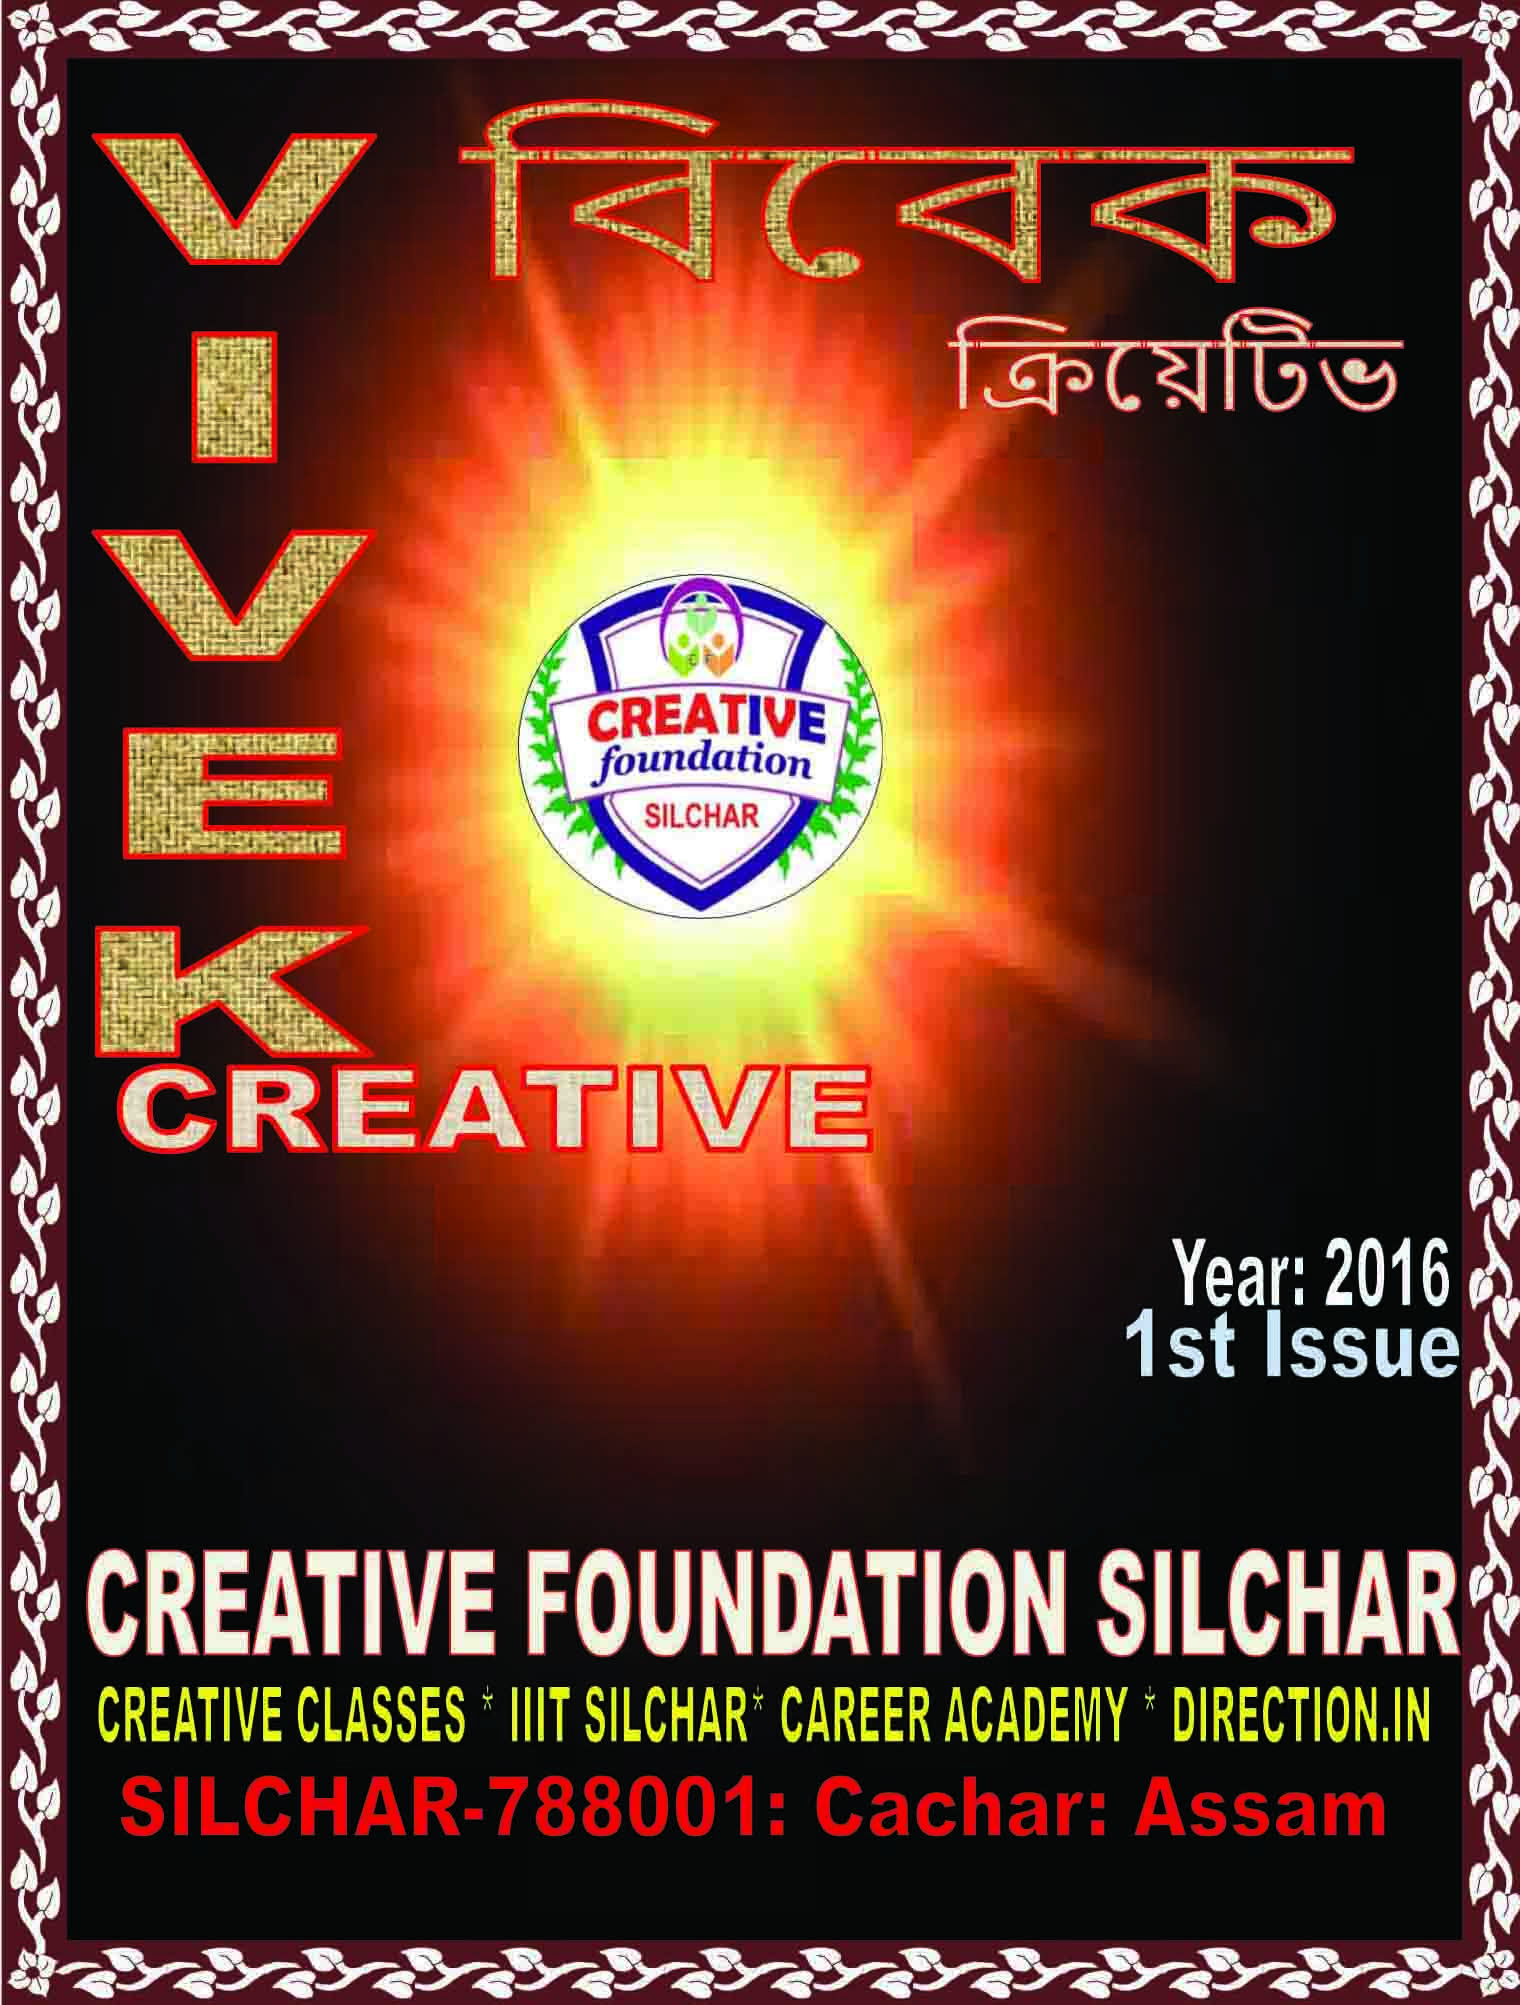 VIVEK
বিবেক
ক্রিয়েটিভ
CREATIVE
foundation
SILCHAR
CREATIVE
Year: 2016
1st Issue
CREATIVE FOUNDATION SILCHAR
CREATIVE CLASSES * IIIT SILCHAR* CAREER ACADEMY * DIRECTION.IN
SILCHAR-788001: Cachar: Assam